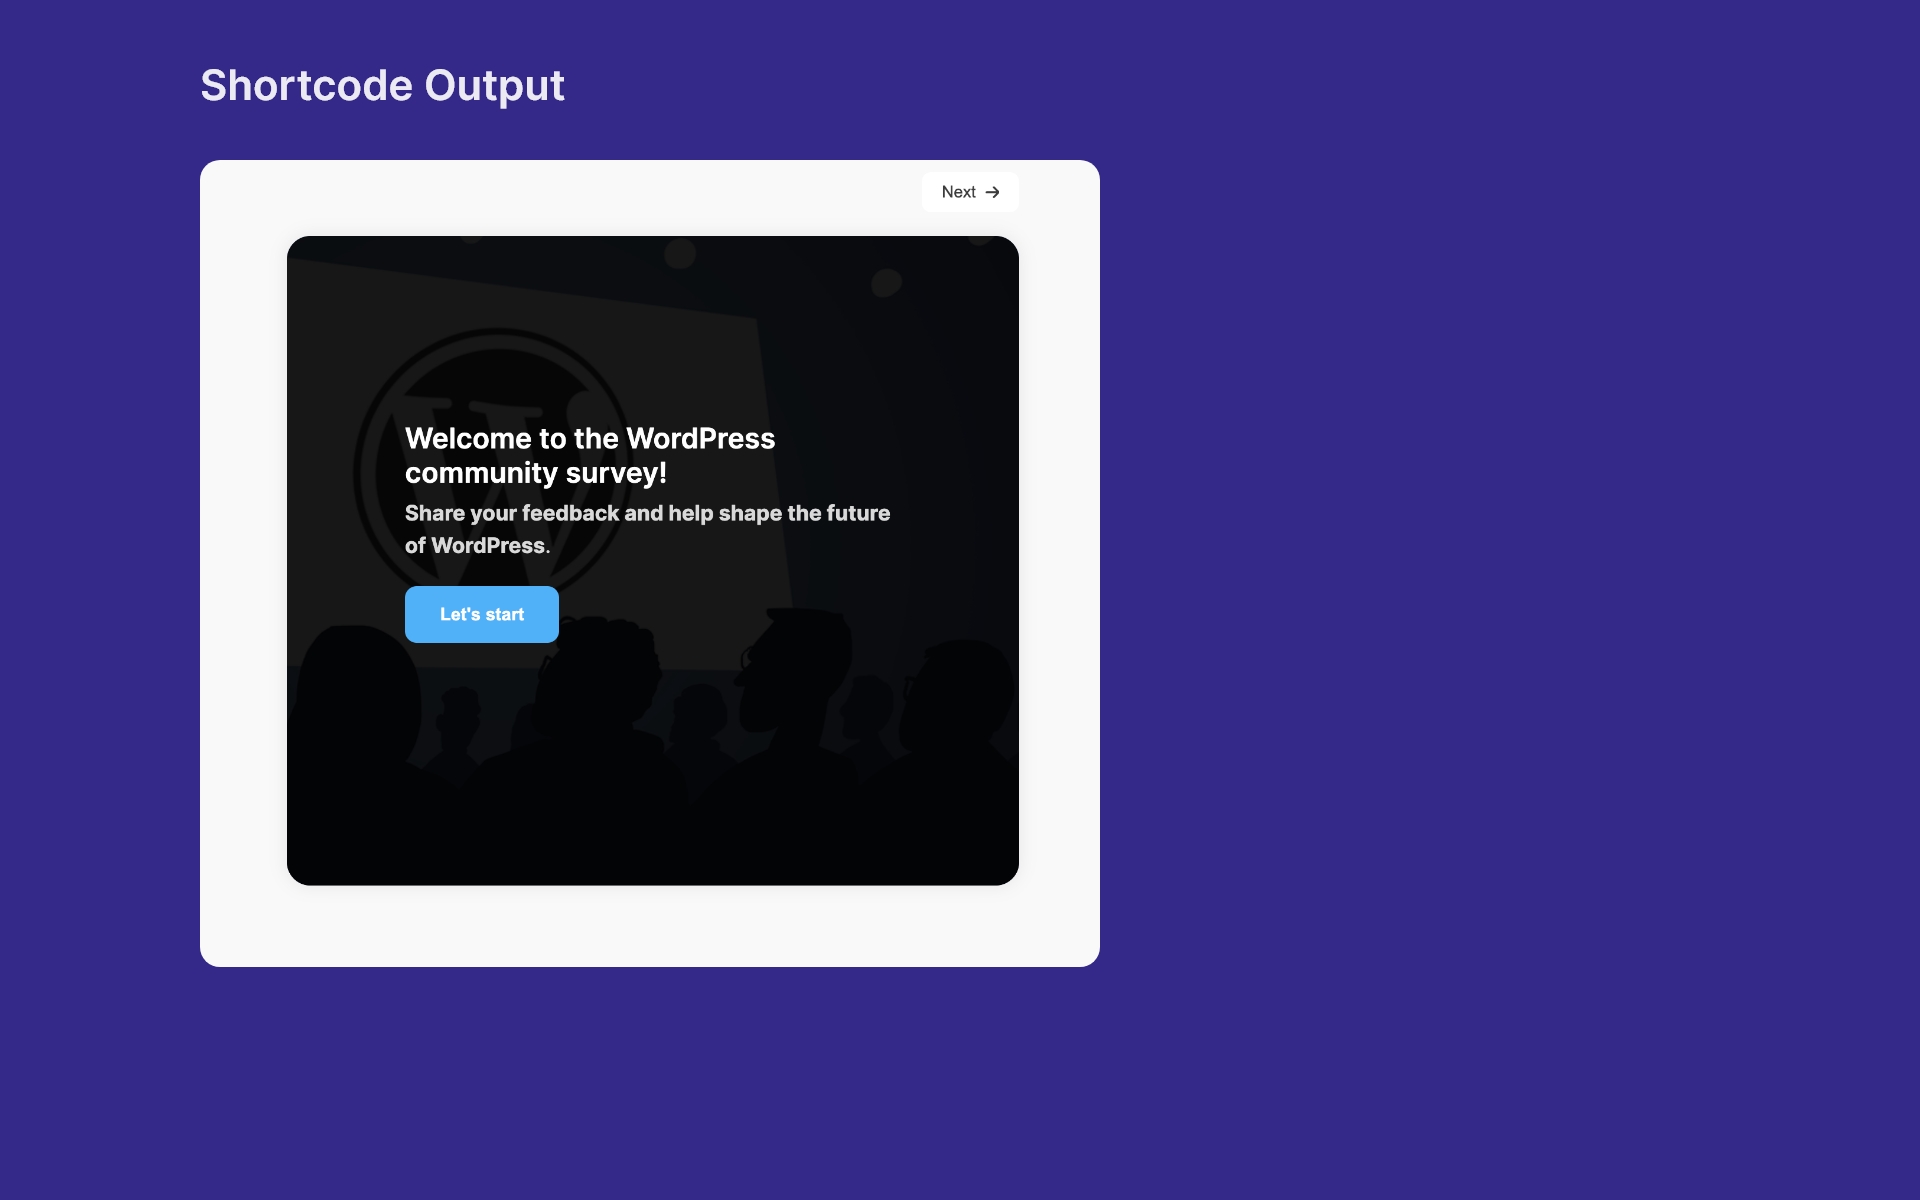 Shortcode Output
Next
Welcome to the WordPress
community survey!
Share your feedback and help shape the future
of WordPress.
Let's start